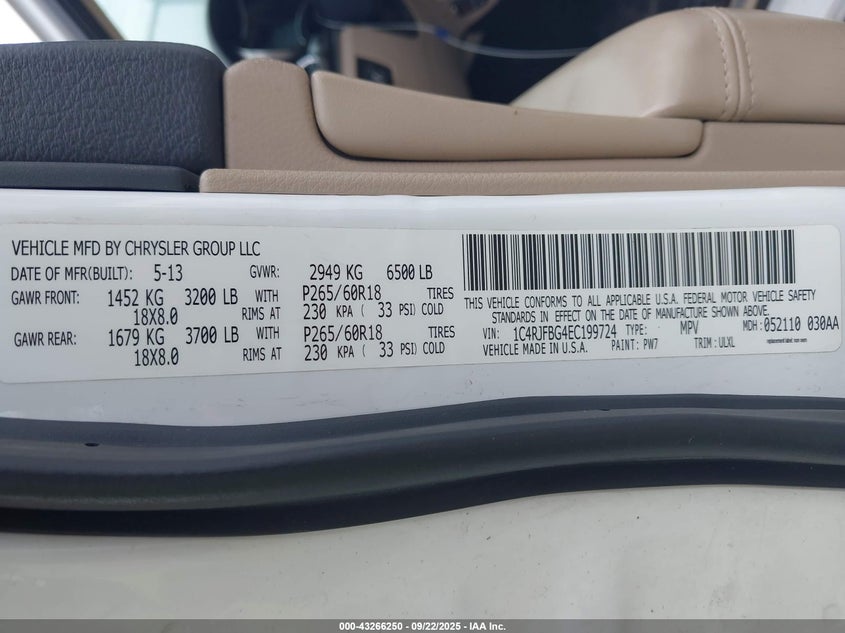 VEHICLE MFD BY CHRYSLER GROUP LLC
DATE OF MFR(BUILT): 5-13 GVWR: 2949 KG 6500 LB
GAWR FRONT: 1452 KG 3200 LB WITH P265/60R18 TIRES
18X8.0 RIMS AT 230 KPA ( 33 PSI) COLD
GAWR REAR: 1679 KG 3700 LB WITH P265/60R18 TIRES
18X8.0 RIMS AT 230 KPA ( 33 PSI) COLD
THIS VEHICLE CONFORMS TO ALL APPLICABLE U.S.A. FEDERAL MOTOR VEHICLE SAFETY
STANDARDS IN EFFECT ON THE DATE OF MANUFACTURE SHOWN ABOVE.
VIN: 1C4RJFBG4EC199724 TYPE: MPV MDH: 052110 030AA
VEHICLE MADE IN U.S.A. PAINT: PW7 TRIM: ULXL
000-43266250 | 09/22/2025 | IAA Inc.